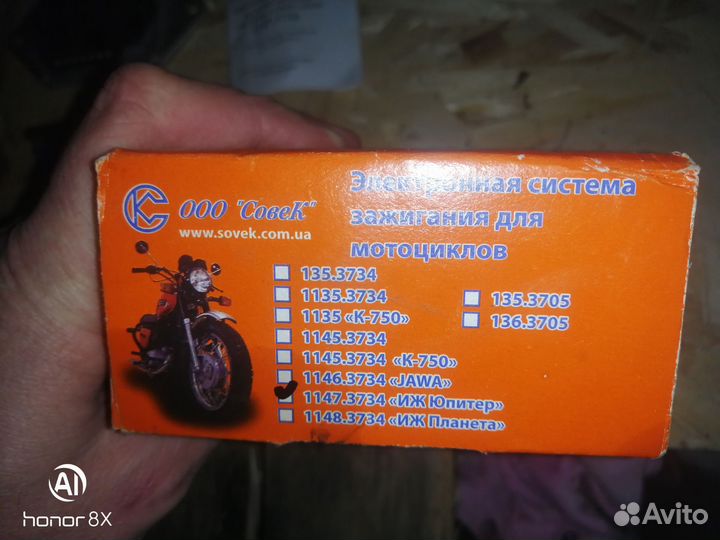 ООО "СовеК"
www.sovek.com.ua
Электронная система
зажигания для
мотоциклов
135.3734
1135.3734
1135 «К-750»
1145.3734
1145.3734 «К-750»
1146.3734 «JAWA»
1147.3734 «ИЖ Юпитер»
1148.3734 «ИЖ Планета»
135.3705
136.3705
AI
honor 8X
Avito